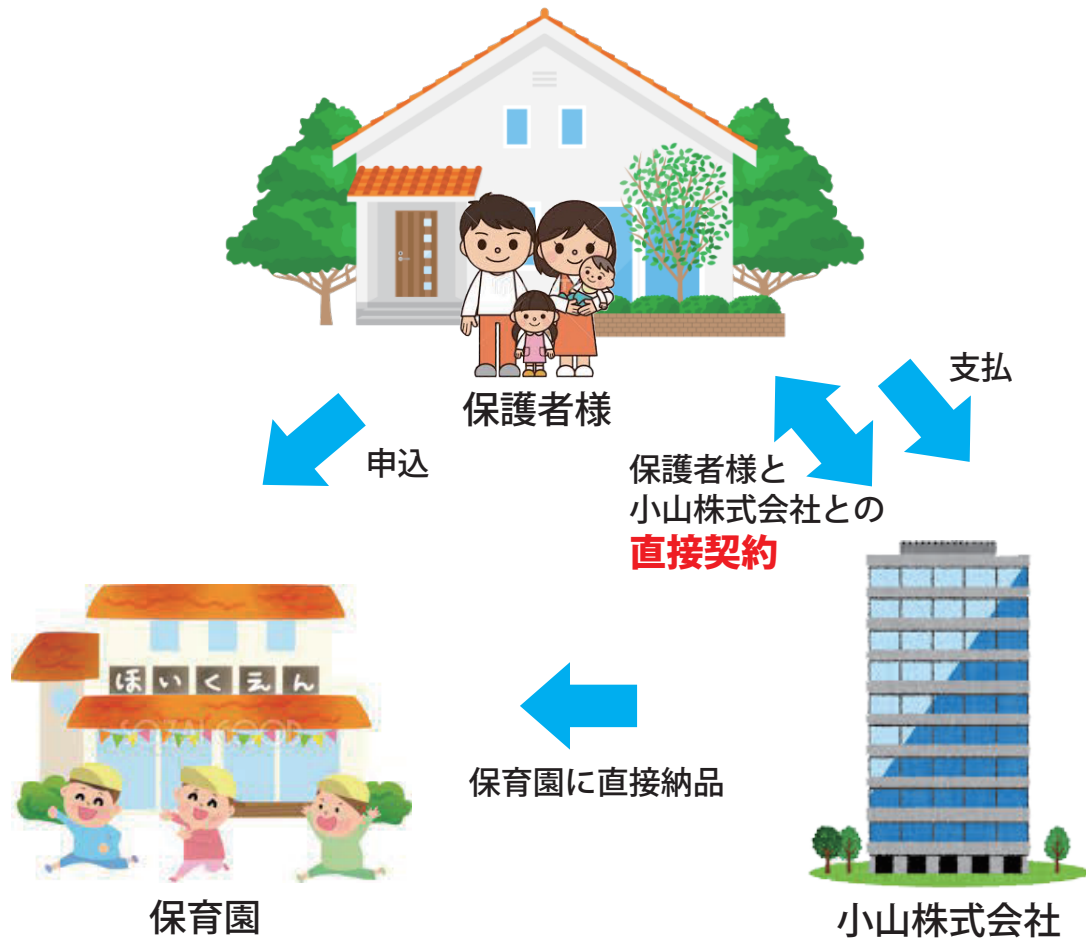 保護者様
支払
申込
保護者様と
小山株式会社との
直接契約
ほいくえん
SOZAI GOOD
保育園に直接納品
保育園
小山株式会社